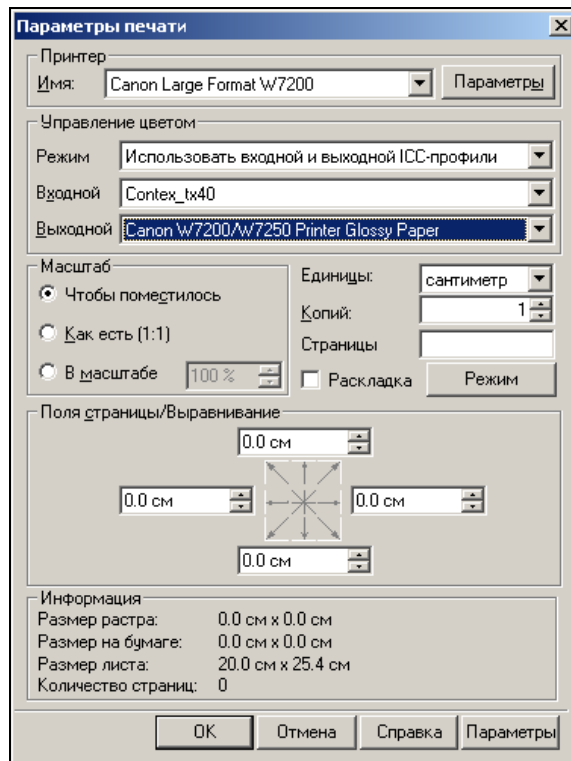 Параметры печати
Принтер
Имя: Canon Large Format W7200 Параметры
Управление цветом
Режим Использовать входной и выходной ICC-профили
Входной Contex_tx40
Выходной Canon W7200/W7250 Printer Glossy Paper
Масштаб
Чтобы поместилось
Как есть (1:1)
В масштабе 100 %
Единицы: сантиметр
Копий: 1
Страницы
Раскладка Режим
Поля страницы/Выравнивание
0.0 см
0.0 см 0.0 см
0.0 см
Информация
Размер растра: 0.0 см x 0.0 см
Размер на бумаге: 0.0 см x 0.0 см
Размер листа: 20.0 см x 25.4 см
Количество страниц: 0
OK Отмена Справка Параметры